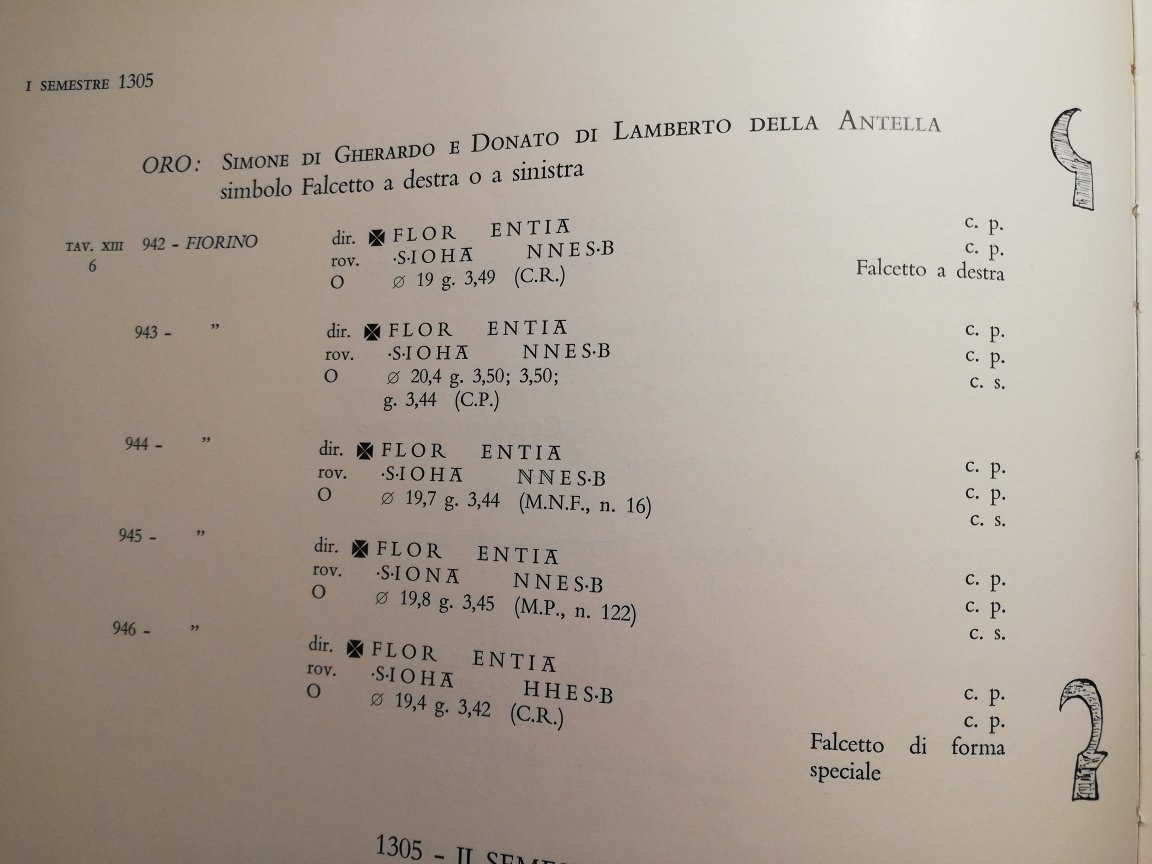 I SEMESTRE 1305
ORO: SIMONE DI GHERARDO E DONATO DI LAMBERTO DELLA ANTELLA
simbolo Falcetto a destra o a sinistra
TAV. XIII 942 - FIORINO dir. ✠ FLOR ENTIA c. p.
6 rov. ·S·IOHA NNES·B c. p.
O ∅ 19 g. 3,49 (C.R.) Falcetto a destra
943 - ” dir. ✠ FLOR ENTIA c. p.
rov. ·S·IOHA NNES·B c. p.
O ∅ 20,4 g. 3,50; 3,50; c. s.
g. 3,44 (C.P.)
944 - ” dir. ✠ FLOR ENTIA c. p.
rov. ·S·IOHA NNES·B c. p.
O ∅ 19,7 g. 3,44 (M.N.F., n. 16) c. s.
945 - ” dir. ✠ FLOR ENTIA c. p.
rov. ·S·IONA NNES·B c. p.
O ∅ 19,8 g. 3,45 (M.P., n. 122) c. s.
946 - ” dir. ✠ FLOR ENTIA c. p.
rov. ·S·IOHA HHES·B c. p.
O ∅ 19,4 g. 3,42 (C.R.) Falcetto di forma
speciale
1305 - II